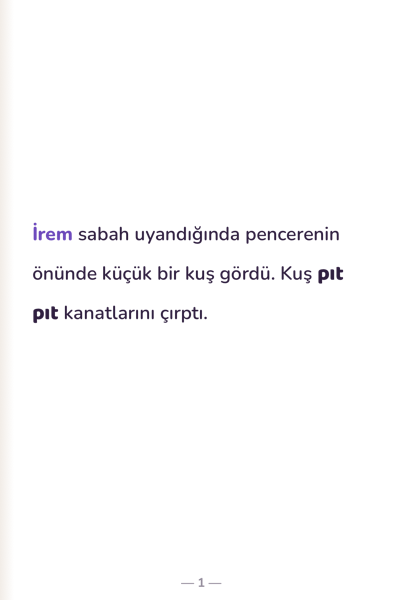 İrem sabah uyandığında pencerenin
önünde küçük bir kuş gördü. Kuş pıt
pıt kanatlarını çırptı.
— 1 —